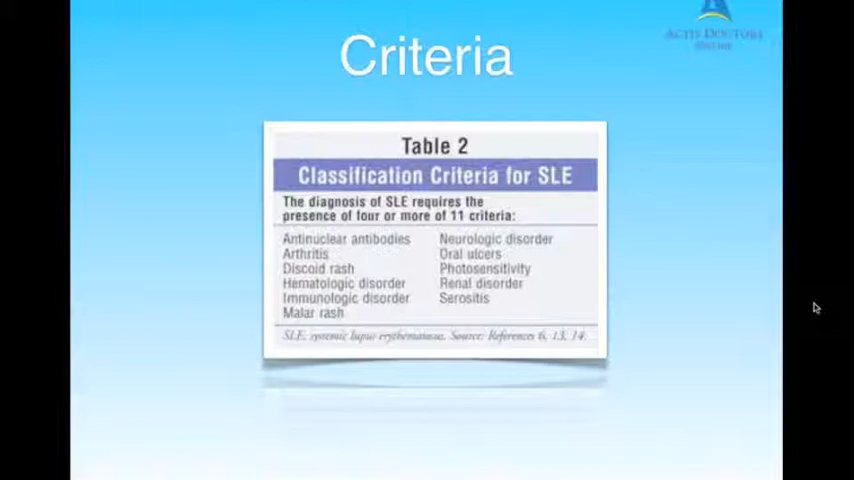 Criteria
Table 2
Classification Criteria for SLE
The diagnosis of SLE requires the
presence of four or more of 11 criteria:
Antinuclear antibodies
Arthritis
Discoid rash
Hematologic disorder
Immunologic disorder
Malar rash
Neurologic disorder
Oral ulcers
Photosensitivity
Renal disorder
Serositis
SLE: systemic lupus erythematosus. Source: References 6, 13, 14.